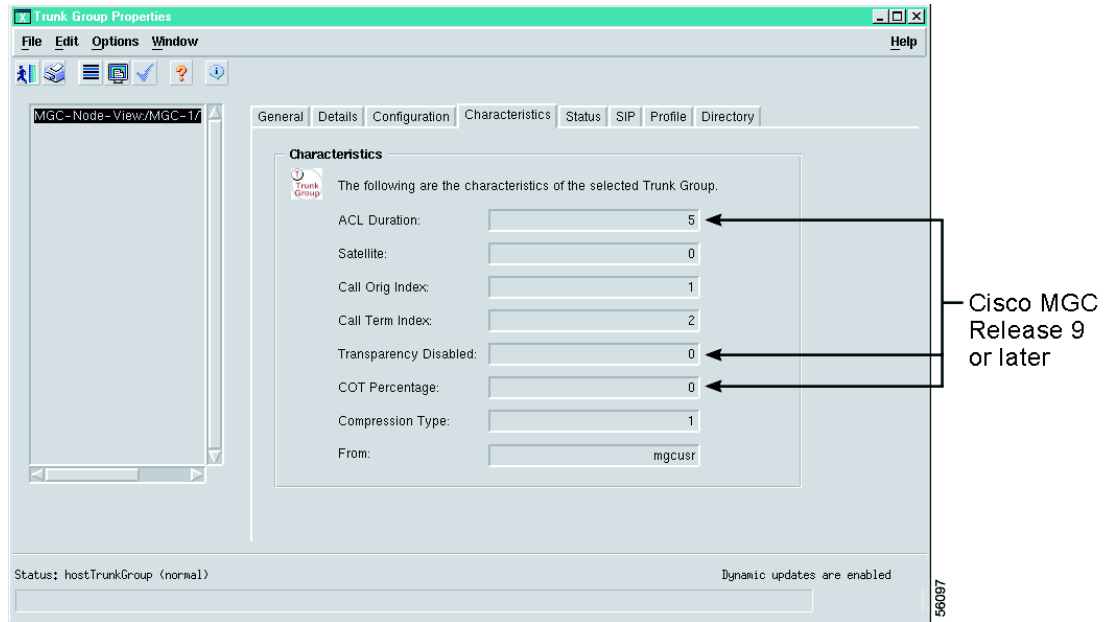 Trunk Group Properties
File Edit Options Window Help
MGC-Node-View:/MGC-1/
General Details Configuration Characteristics Status SIP Profile Directory
Characteristics
Trunk Group
The following are the characteristics of the selected Trunk Group.
ACL Duration: 5
Satellite: 0
Call Orig Index: 1
Call Term Index: 2
Transparency Disabled: 0
COT Percentage: 0
Compression Type: 1
From: mgcusr
Cisco MGC
Release 9
or later
Status: hostTrunkGroup (normal) Dynamic updates are enabled
56097